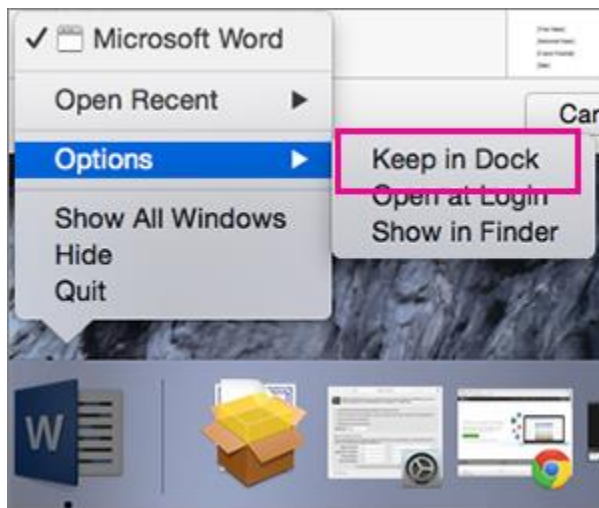 ✓ Microsoft Word
Open Recent ▶
Options ▶
Show All Windows
Hide
Quit
Keep in Dock
Open at Login
Show in Finder
W